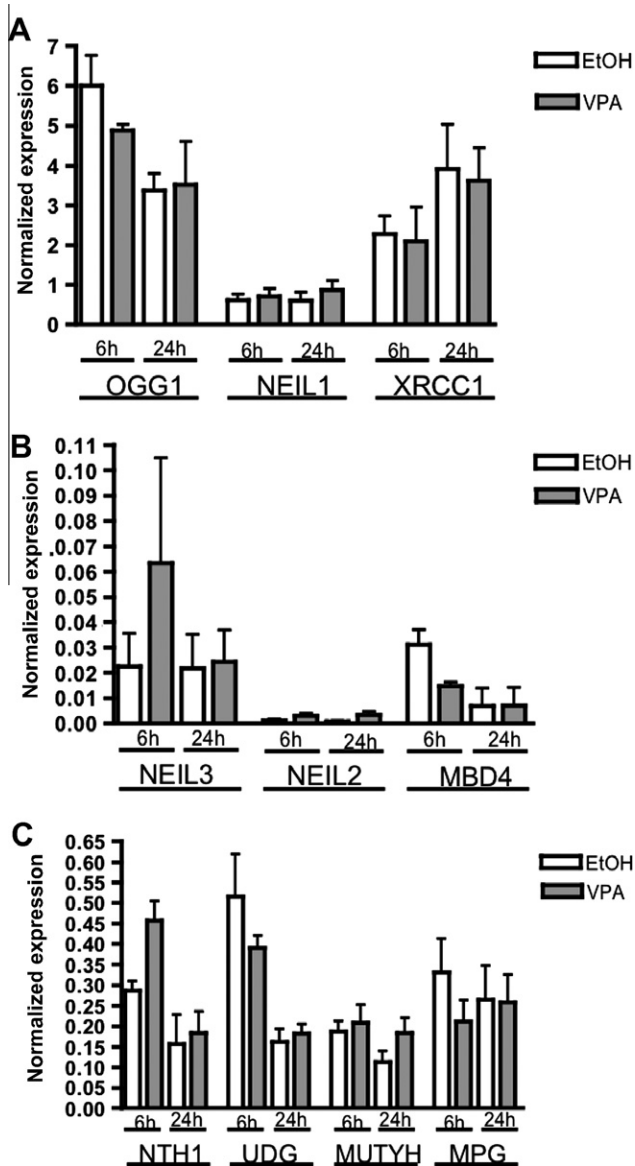 A
7
6
5
4
3
2
1
0
Normalized expression
EtOH
VPA
6h 24h 6h 24h 6h 24h
OGG1 NEIL1 XRCC1
B
0.11
0.10
0.09
0.08
0.07
0.06
0.05
0.04
0.03
0.02
0.01
0.00
Normalized expression
EtOH
VPA
6h 24h 6h 24h 6h 24h
NEIL3 NEIL2 MBD4
C
0.65
0.60
0.55
0.50
0.45
0.40
0.35
0.30
0.25
0.20
0.15
0.10
0.05
0.00
Normalized expression
EtOH
VPA
6h 24h 6h 24h 6h 24h 6h 24h
NTH1 UDG MUTYH MPG